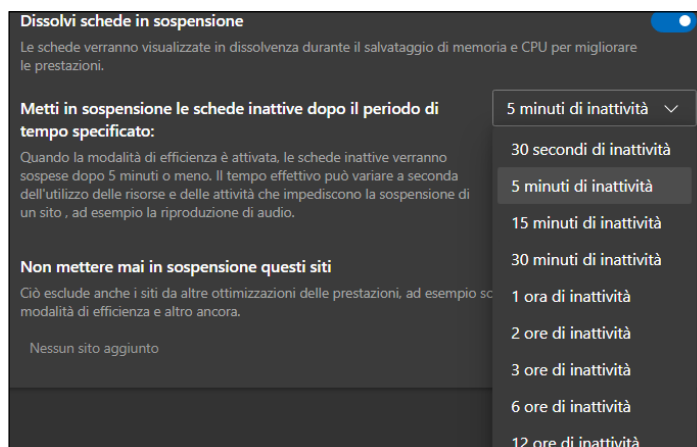 Dissolvi schede in sospensione
Le schede verranno visualizzate in dissolvenza durante il salvataggio di memoria e CPU per migliorare
le prestazioni.
Metti in sospensione le schede inattive dopo il periodo di
tempo specificato:
Quando la modalità di efficienza è attivata, le schede inattive verranno
sospese dopo 5 minuti o meno. Il tempo effettivo può variare a seconda
dell'utilizzo delle risorse e delle attività che impediscono la sospensione di
un sito , ad esempio la riproduzione di audio.
5 minuti di inattività
30 secondi di inattività
5 minuti di inattività
15 minuti di inattività
30 minuti di inattività
1 ora di inattività
2 ore di inattività
3 ore di inattività
6 ore di inattività
12 ore di inattività
Non mettere mai in sospensione questi siti
Ciò esclude anche i siti da altre ottimizzazioni delle prestazioni, ad esempio
modalità di efficienza e altro ancora.
Nessun sito aggiunto